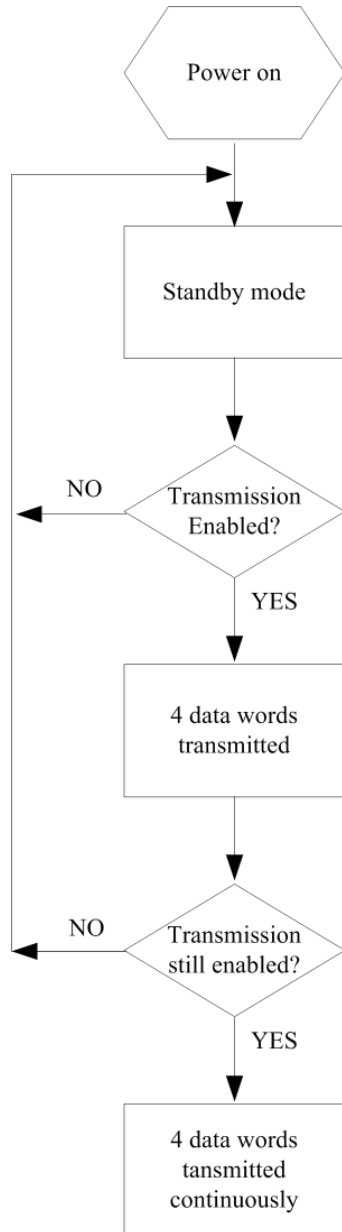 Power on
Standby mode
Transmission
Enabled?
NO
YES
4 data words
transmitted
Transmission
still enabled?
NO
YES
4 data words
tansmitted
continuously